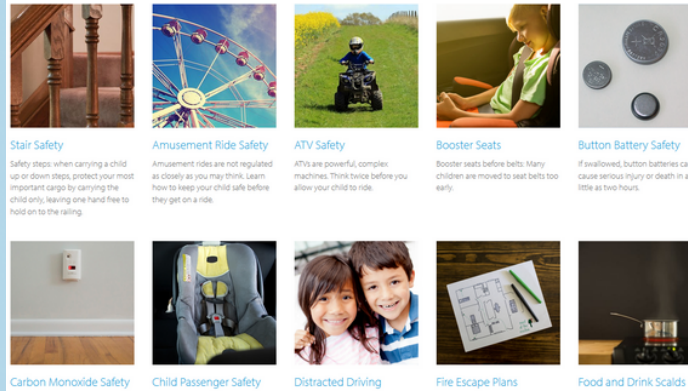 Stair Safety
Safety steps: when carrying a child
up or down steps, protect your most
important cargo by carrying the
child only, leaving one hand free to
hold on to the railing.
Amusement Ride Safety
Amusement rides are not regulated
as closely as you may think. Learn
how to keep your child safe before
they get on a ride.
ATV Safety
ATVs are powerful, complex
machines. Think twice before you
allow your child to ride.
Booster Seats
Booster seats before belts: Many
children are moved to seat belts too
early.
Button Battery Safety
If swallowed, button batteries ca
cause serious injury or death in a
little as two hours.
Carbon Monoxide Safety
Child Passenger Safety
Distracted Driving
Fire Escape Plans
Food and Drink Scalds